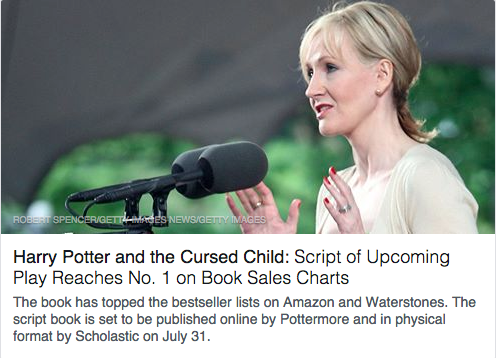 ROBERT SPENCER/GETTY IMAGES NEWS/GETTY IMAGES
Harry Potter and the Cursed Child: Script of Upcoming
Play Reaches No. 1 on Book Sales Charts
The book has topped the bestseller lists on Amazon and Waterstones. The
script book is set to be published online by Pottermore and in physical
format by Scholastic on July 31.